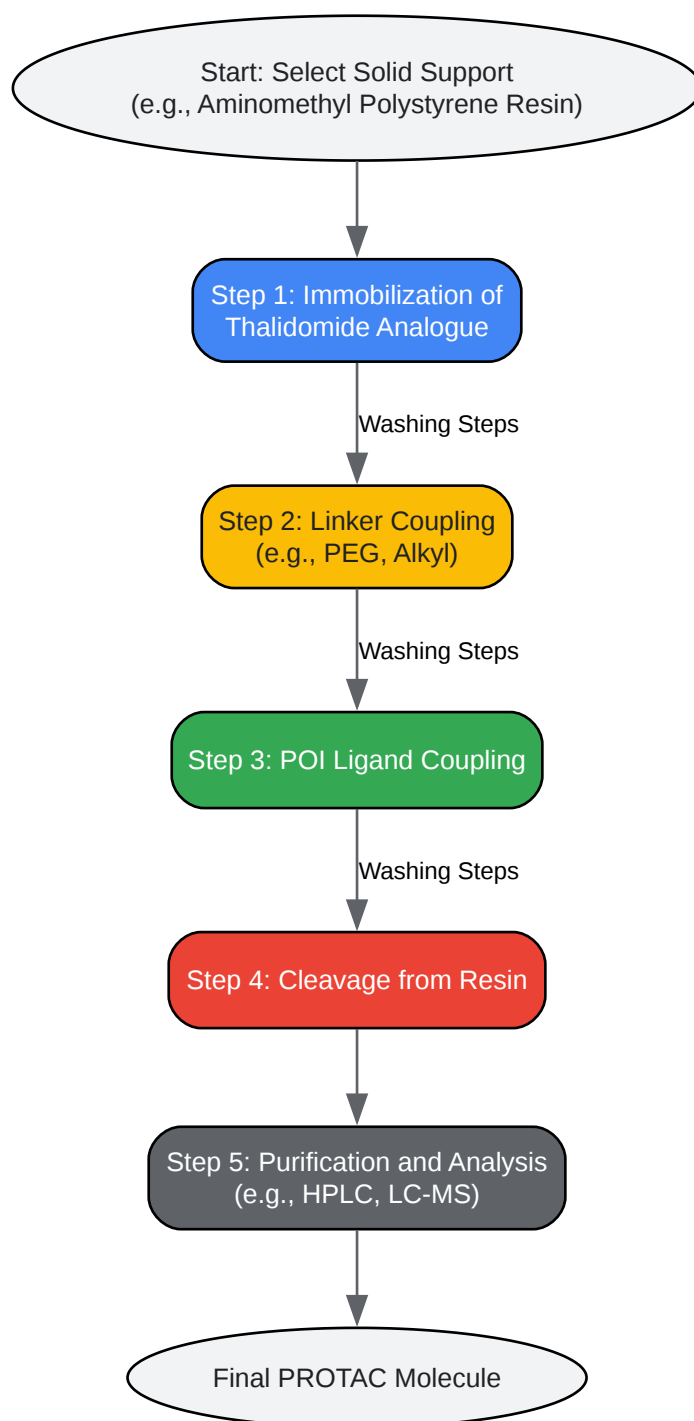 Start: Select Solid Support
(e.g., Aminomethyl Polystyrene Resin)
Step 1: Immobilization of
Thalidomide Analogue
Washing Steps
Step 2: Linker Coupling
(e.g., PEG, Alkyl)
Washing Steps
Step 3: POI Ligand Coupling
Washing Steps
Step 4: Cleavage from Resin
Step 5: Purification and Analysis
(e.g., HPLC, LC-MS)
Final PROTAC Molecule